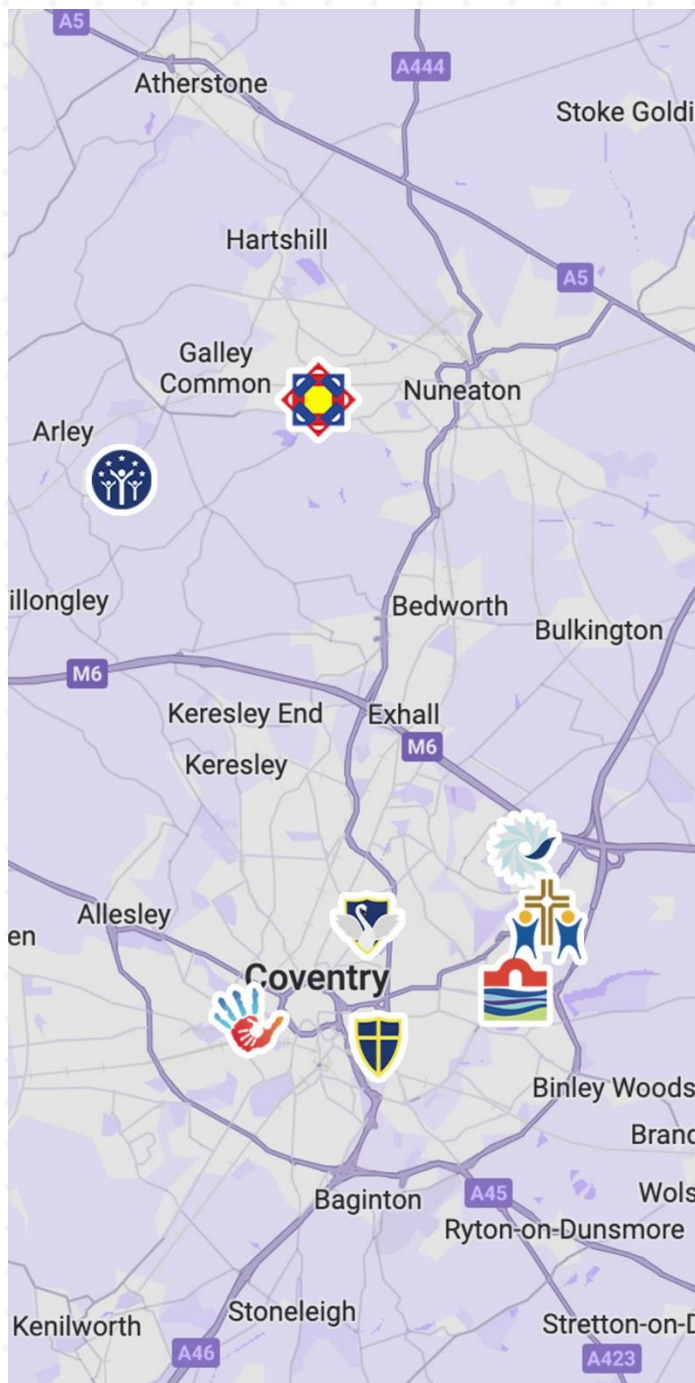 A5
Atherstone
A444
Stoke Goldi
Hartshill
A5
Galley
Common
Nuneaton
Arley
illongley
Bedworth
Bulkington
M6
Keresley End
Exhall
M6
Keresley
Allesley
en
Coventry
Binley Woods
Branc
Baginton
A45
Wols
Ryton-on-Dunsmore
Stoneleigh
Kenilworth
Stretton-on-D
A46
A423